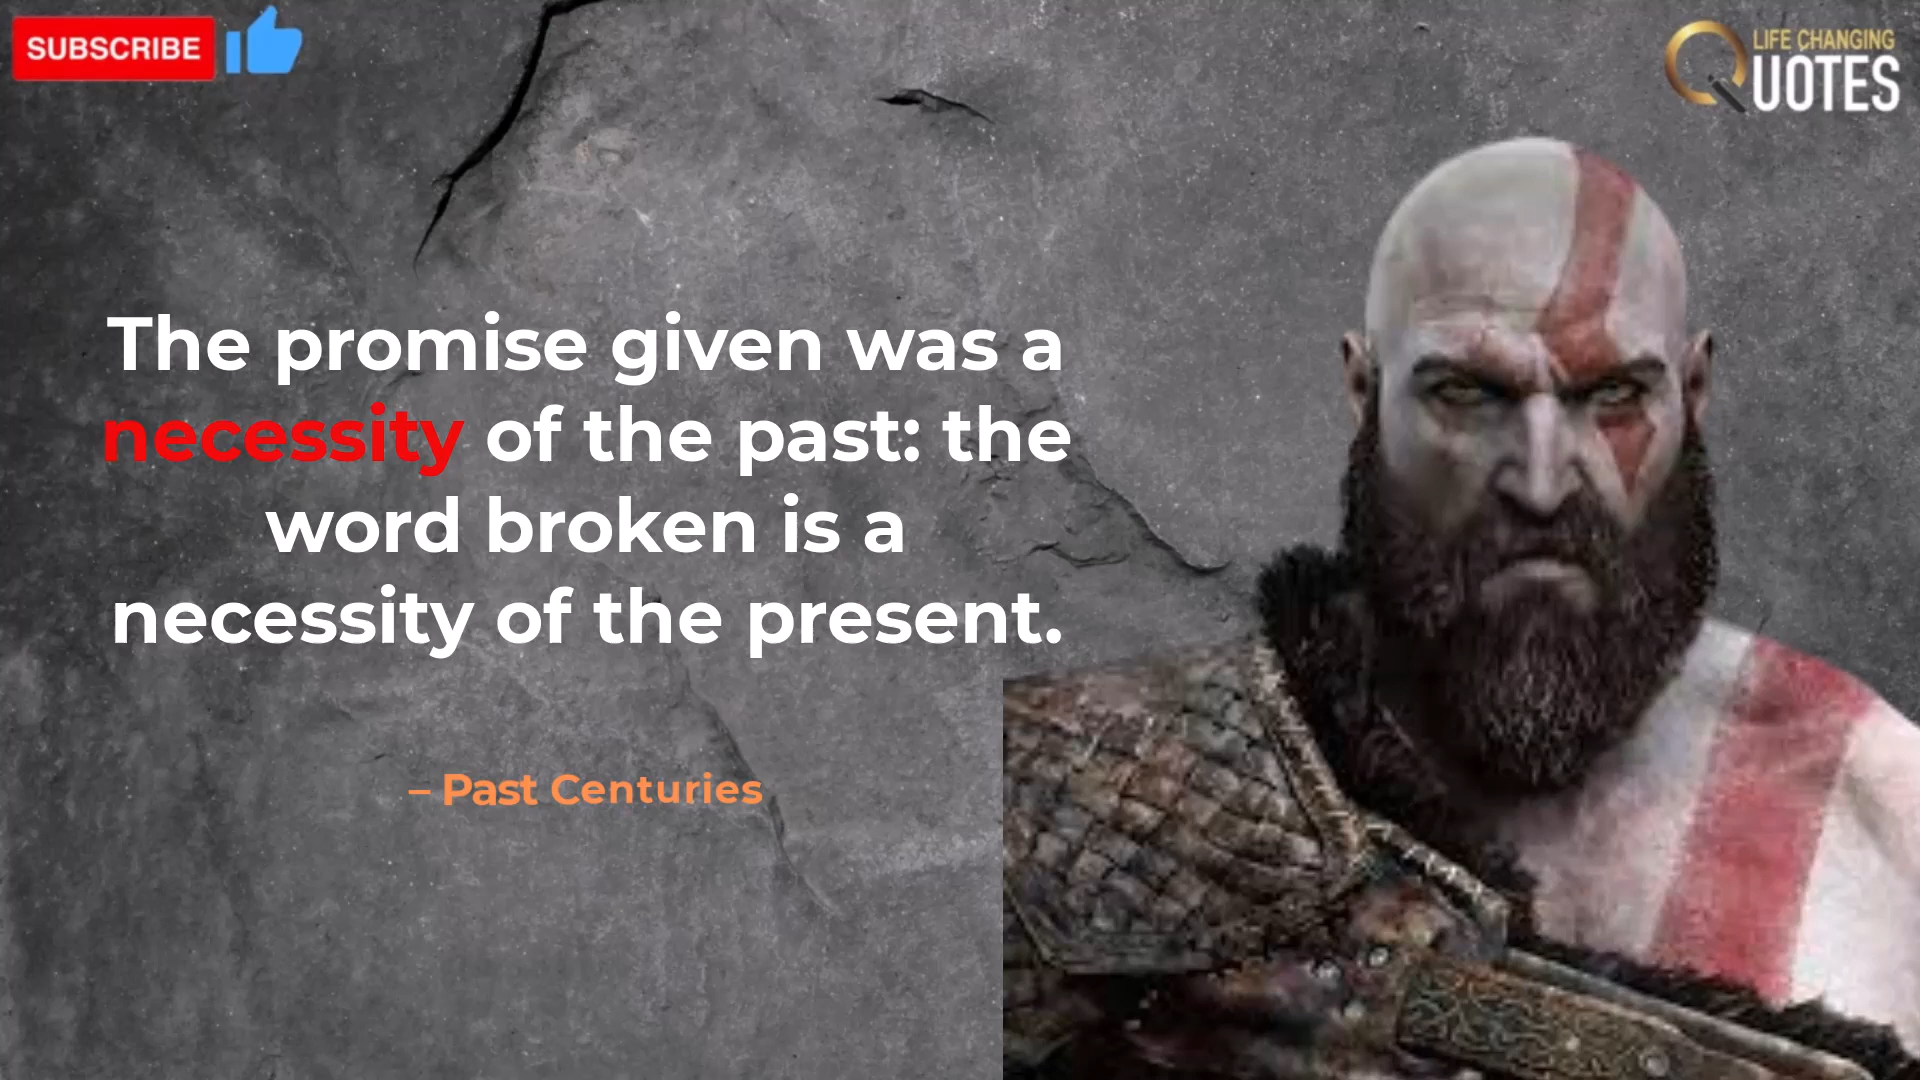 SUBSCRIBE
LIFE CHANGING
QUOTES
The promise given was a
necessity of the past: the
word broken is a
necessity of the present.
– Past Centuries